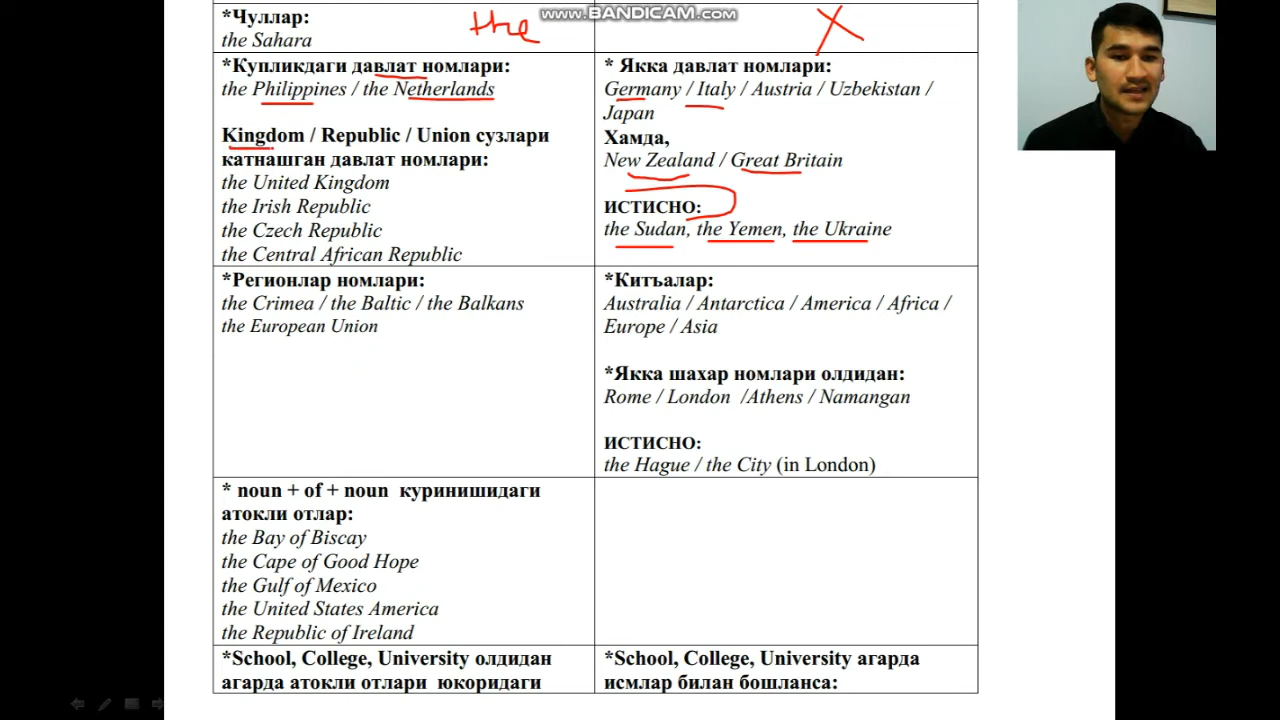 www.BANDICAM.com
*Чуллар:
the Sahara
the
X
*Купликдаги давлат номлари:
the Philippines / the Netherlands
Kingdom / Republic / Union сузлари
катнашган давлат номлари:
the United Kingdom
the Irish Republic
the Czech Republic
the Central African Republic
* Якка давлат номлари:
Germany / Italy / Austria / Uzbekistan /
Japan
Хамда,
New Zealand / Great Britain
ИСТИСНО:
the Sudan, the Yemen, the Ukraine
*Регионлар номлари:
the Crimea / the Baltic / the Balkans
the European Union
*Китъалар:
Australia / Antarctica / America / Africa /
Europe / Asia
*Якка шахар номлари олдидан:
Rome / London /Athens / Namangan
ИСТИСНО:
the Hague / the City (in London)
* noun + of + noun куринишидаги
атокли отлар:
the Bay of Biscay
the Cape of Good Hope
the Gulf of Mexico
the United States America
the Republic of Ireland
*School, College, University олдидан
агарда атокли отлари юкоридаги
*School, College, University агарда
исмлар билан бошланса: